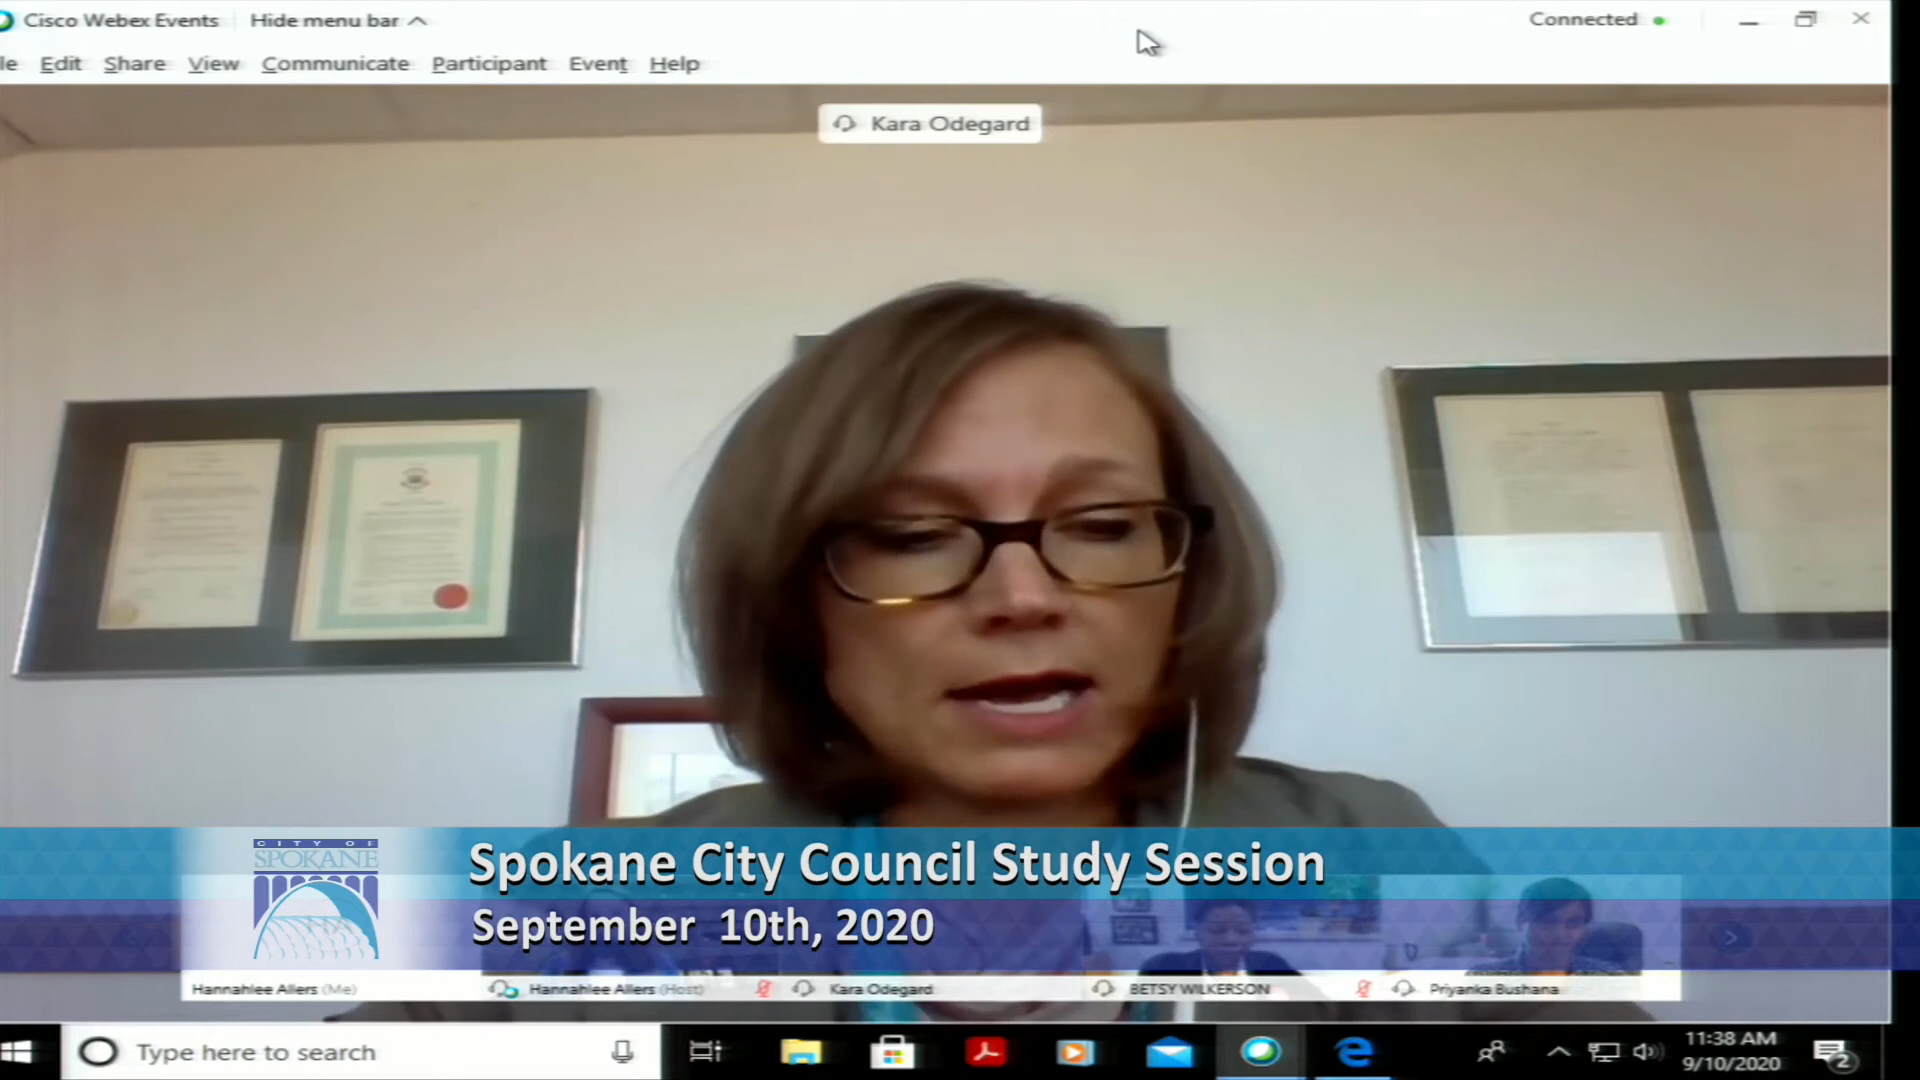 Cisco Webex Events Hide menu bar Connected
le Edit Share View Communicate Participant Event Help
Kara Odegard
CITY OF
SPOKANE
Spokane City Council Study Session
September 10th, 2020
Hannahlee Allers (Me) Hannahlee Allers (Host) Kara Odegard BETSY WILKERSON Priyanka Bushana
Type here to search
11:38 AM
9/10/2020
2